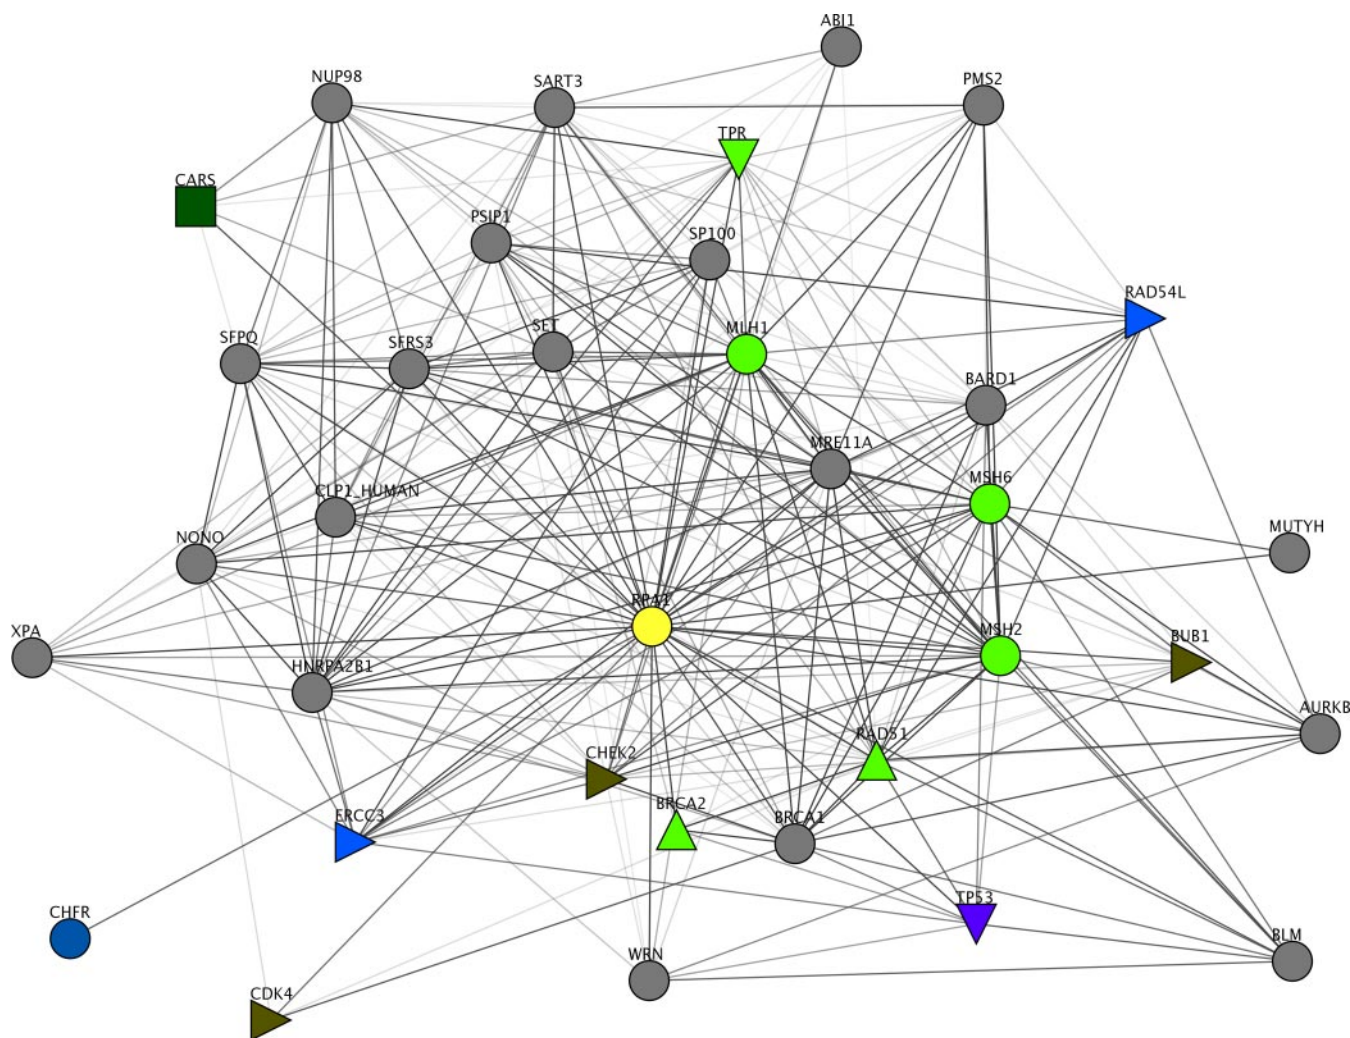 ABI1
NUP98
SART3
PMS2
TPR
CARS
PSIP1
SP100
RAD54L
SFPQ
SFRS3
SET
MLH1
BARD1
MRE11A
CLP1_HUMAN
MSH6
NONO
MUTYH
RPA1
XPA
HNRPA2B1
MSH2
BUB1
AURKB
CHEK2
RAD51
BRCA2
ERCC3
BRCA1
CHFR
TP53
WRN
BLM
CDK4